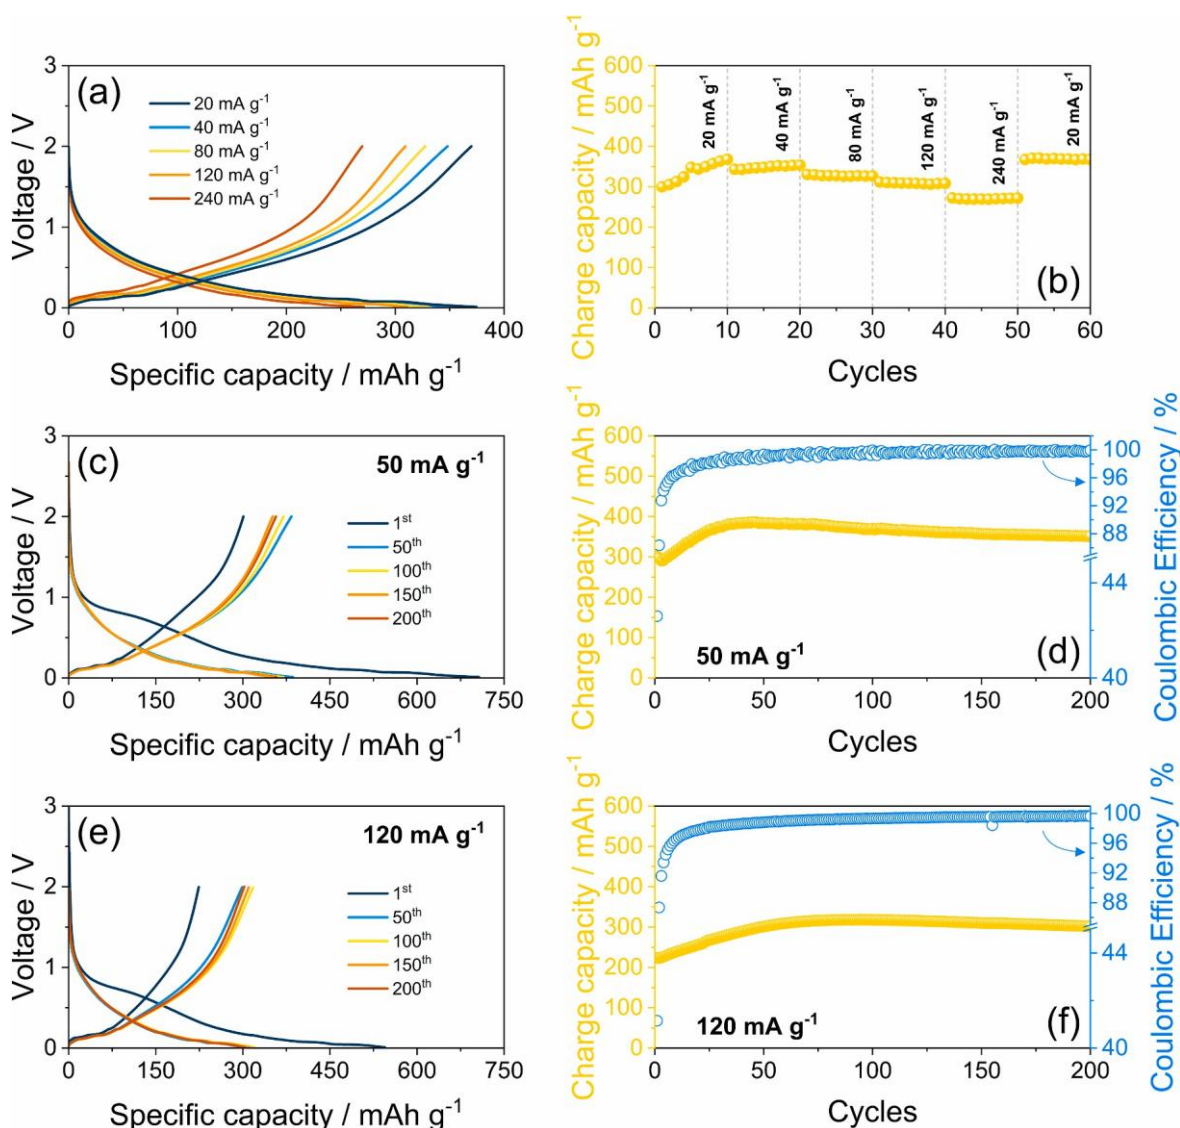 (a)
Voltage / V
3
2
1
0
20 mA g⁻¹
40 mA g⁻¹
80 mA g⁻¹
120 mA g⁻¹
240 mA g⁻¹
0 100 200 300 400
Specific capacity / mAh g⁻¹
(b)
Charge capacity / mAh g⁻¹
600
500
400
300
200
100
0
20 mA g⁻¹
40 mA g⁻¹
80 mA g⁻¹
120 mA g⁻¹
240 mA g⁻¹
20 mA g⁻¹
0 10 20 30 40 50 60
Cycles
(c)
50 mA g⁻¹
Voltage / V
3
2
1
0
1st
50th
100th
150th
200th
0 150 300 450 600 750
Specific capacity / mAh g⁻¹
(d)
50 mA g⁻¹
Charge capacity / mAh g⁻¹
600
500
400
300
200
100
0
Coulombic Efficiency / %
100
96
92
88
44
40
0 50 100 150 200
Cycles
(e)
120 mA g⁻¹
Voltage / V
3
2
1
0
1st
50th
100th
150th
200th
0 150 300 450 600 750
Specific capacity / mAh g⁻¹
(f)
120 mA g⁻¹
Charge capacity / mAh g⁻¹
600
500
400
300
200
100
0
Coulombic Efficiency / %
100
96
92
88
44
40
0 50 100 150 200
Cycles